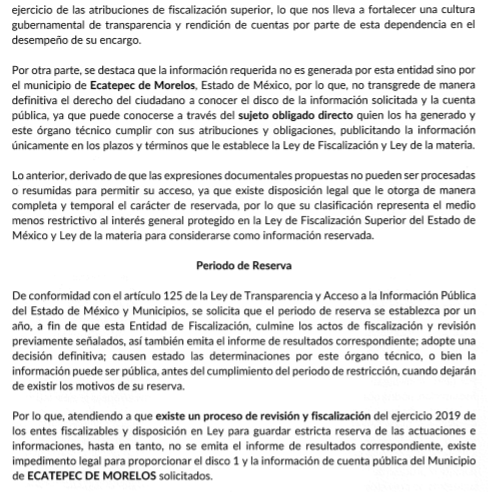 ejercicio de las atribuciones de fiscalización superior, lo que nos lleva a fortalecer una cultura
gubernamental de transparencia y rendición de cuentas por parte de esta dependencia en el
desempeño de su encargo.
Por otra parte, se destaca que la información requerida no es generada por esta entidad sino por
el municipio de Ecatepec de Morelos, Estado de México, por lo que, no transgrede de manera
definitiva el derecho del ciudadano a conocer el disco de la información solicitada y la cuenta
pública, ya que puede conocerse a través del sujeto obligado directo quien los ha generado y
este órgano técnico cumplir con sus atribuciones y obligaciones, publicitando la información
únicamente en los plazos y términos que le establece la Ley de Fiscalización y Ley de la materia.
Lo anterior, derivado de que las expresiones documentales propuestas no pueden ser procesadas
o resumidas para permitir su acceso, ya que existe disposición legal que le otorga de manera
completa y temporal el carácter de reservada, por lo que su clasificación representa el medio
menos restrictivo al interés general protegido en la Ley de Fiscalización Superior del Estado de
México y Ley de la materia para considerarse como información reservada.
Periodo de Reserva
De conformidad con el artículo 125 de la Ley de Transparencia y Acceso a la Información Pública
del Estado de México y Municipios, se solicita que el periodo de reserva se establezca por un
año, a fin de que esta Entidad de Fiscalización, culmine los actos de fiscalización y revisión
previamente señalados, así también emita el informe de resultados correspondiente; adopte una
decisión definitiva; causen estado las determinaciones por este órgano técnico, o bien la
información puede ser pública, antes del cumplimiento del periodo de restricción, cuando dejarán
de existir los motivos de su reserva.
Por lo que, atendiendo a que existe un proceso de revisión y fiscalización del ejercicio 2019 de
los entes fiscalizables y disposición en Ley para guardar estricta reserva de las actuaciones e
informaciones, hasta en tanto, no se emita el informe de resultados correspondiente, existe
impedimento legal para proporcionar el disco 1 y la información de cuenta pública del Municipio
de ECATEPEC DE MORELOS solicitados.